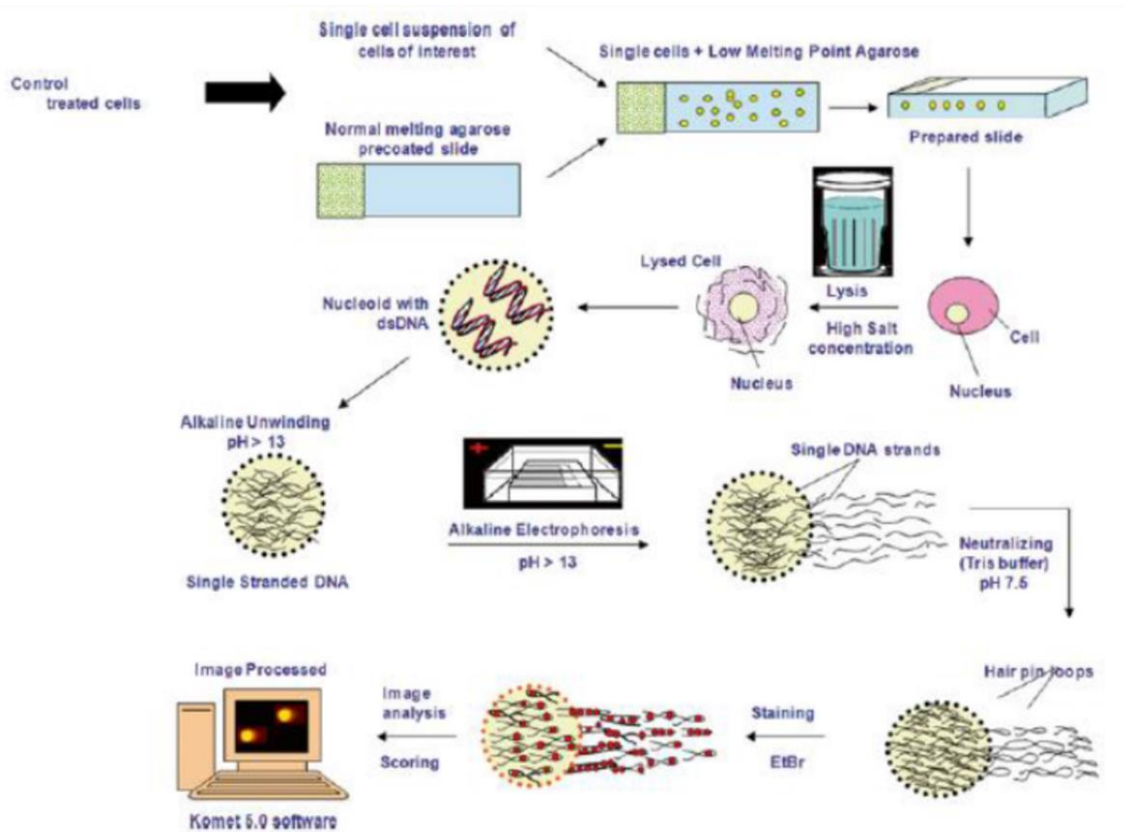 Single cell suspension of
cells of interest
Single cells + Low Melting Point Agarose
Control
treated cells
Normal melting agarose
precoated slide
Prepared slide
Lysed Cell
Lysis
Nucleoid with
dsDNA
High Salt
concentration
Cell
Nucleus
Nucleus
Alkaline Unwinding
pH > 13
+
–
Single DNA strands
Alkaline Electrophoresis
pH > 13
Neutralizing
(Tris buffer)
pH 7.5
Single Stranded DNA
Image Processed
Hair pin loops
Image
analysis
Staining
Scoring
EtBr
Komet 5.0 software